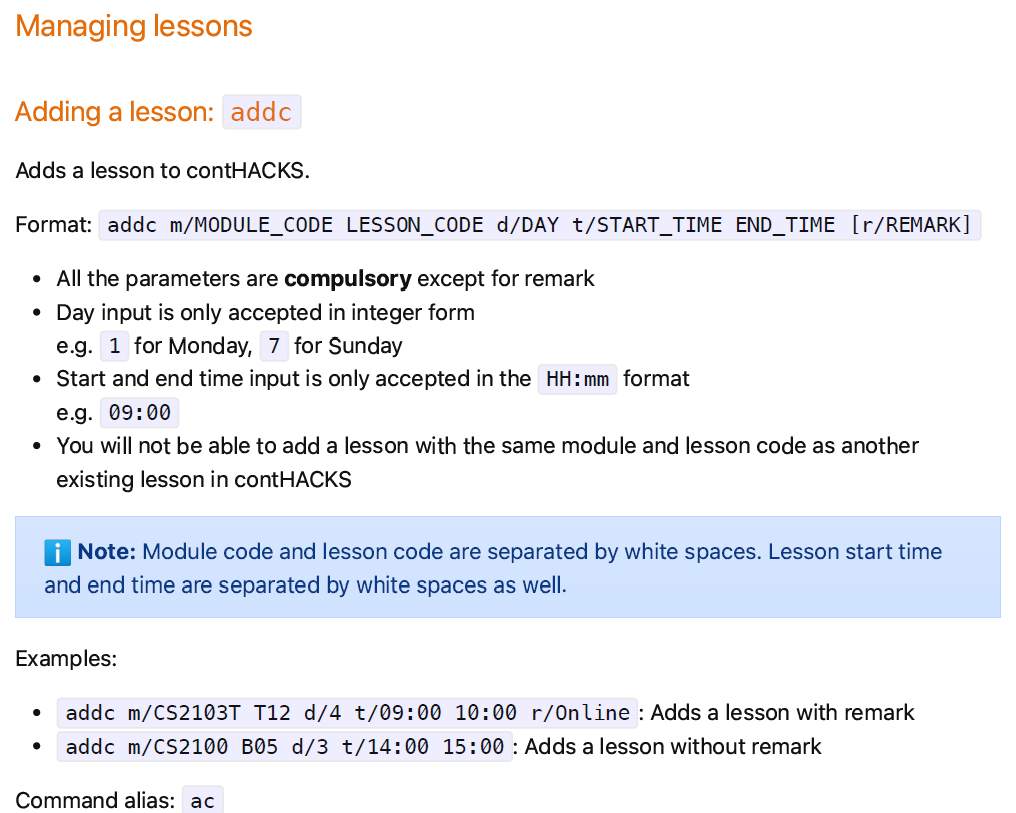 Managing lessons
Adding a lesson: addc
Adds a lesson to contHACKS.
Format: addc m/MODULE_CODE LESSON_CODE d/DAY t/START_TIME END_TIME [r/REMARK]
• All the parameters are compulsory except for remark
• Day input is only accepted in integer form
e.g. 1 for Monday, 7 for Sunday
• Start and end time input is only accepted in the HH:mm format
e.g. 09:00
• You will not be able to add a lesson with the same module and lesson code as another
existing lesson in contHACKS
ℹ️ Note: Module code and lesson code are separated by white spaces. Lesson start time
and end time are separated by white spaces as well.
Examples:
• addc m/CS2103T T12 d/4 t/09:00 10:00 r/Online : Adds a lesson with remark
• addc m/CS2100 B05 d/3 t/14:00 15:00 : Adds a lesson without remark
Command alias: ac